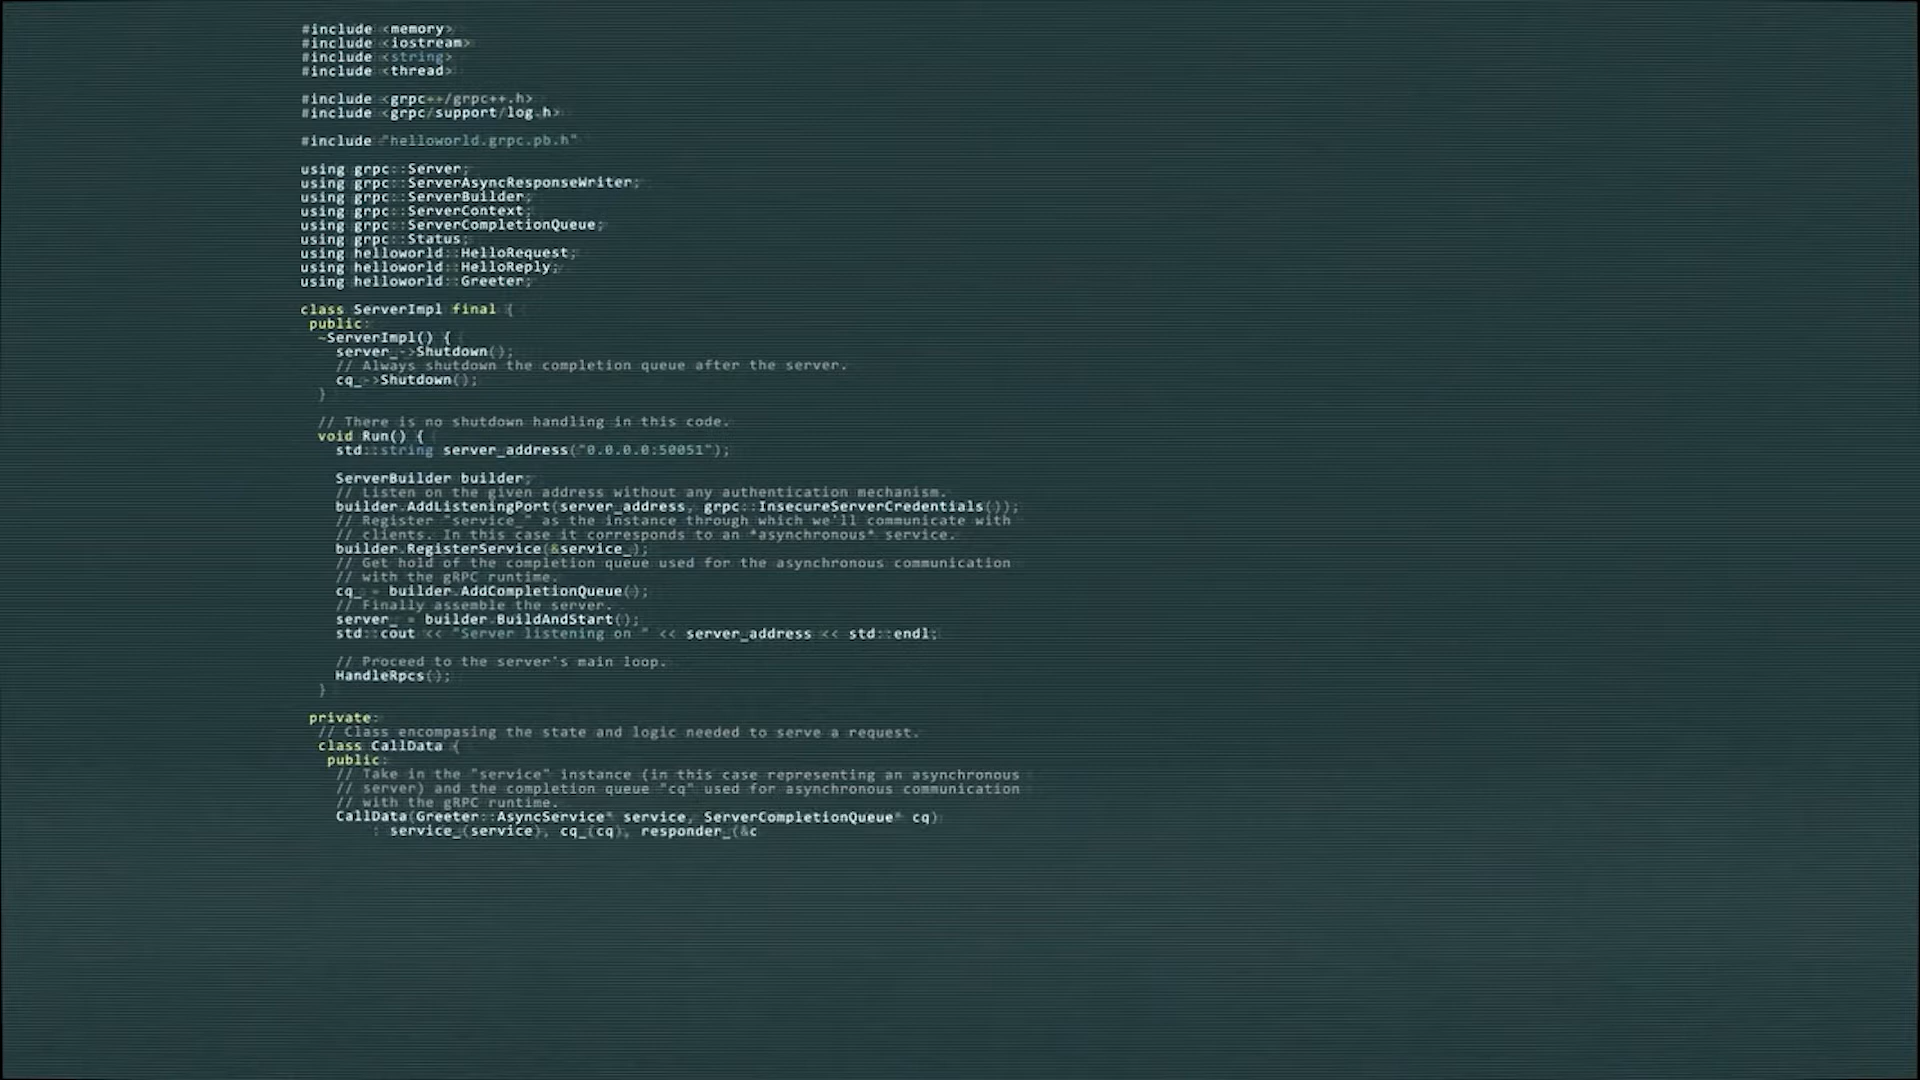 #include <memory>
#include <iostream>
#include <string>
#include <thread>
#include <grpc++/grpc++.h>
#include <grpc/support/log.h>
#include "helloworld.grpc.pb.h"
using grpc::Server;
using grpc::ServerAsyncResponseWriter;
using grpc::ServerBuilder;
using grpc::ServerContext;
using grpc::ServerCompletionQueue;
using grpc::Status;
using helloworld::HelloRequest;
using helloworld::HelloReply;
using helloworld::Greeter;
class ServerImpl final {
public:
~ServerImpl() {
server_->Shutdown();
// Always shutdown the completion queue after the server.
cq_->Shutdown();
}
// There is no shutdown handling in this code.
void Run() {
std::string server_address("0.0.0.0:50051");
ServerBuilder builder;
// Listen on the given address without any authentication mechanism.
builder.AddListeningPort(server_address, grpc::InsecureServerCredentials());
// Register "service_" as the instance through which we'll communicate with
// clients. In this case it corresponds to an *asynchronous* service.
builder.RegisterService(&service_);
// Get hold of the completion queue used for the asynchronous communication
// with the gRPC runtime.
cq_ = builder.AddCompletionQueue();
// Finally assemble the server.
server_ = builder.BuildAndStart();
std::cout << "Server listening on " << server_address << std::endl;
// Proceed to the server's main loop.
HandleRpcs();
}
private:
// Class encompasing the state and logic needed to serve a request.
class CallData {
public:
// Take in the "service" instance (in this case representing an asynchronous
// server) and the completion queue "cq" used for asynchronous communication
// with the gRPC runtime.
CallData(Greeter::AsyncService* service, ServerCompletionQueue* cq)
: service_(service), cq_(cq), responder_(&c